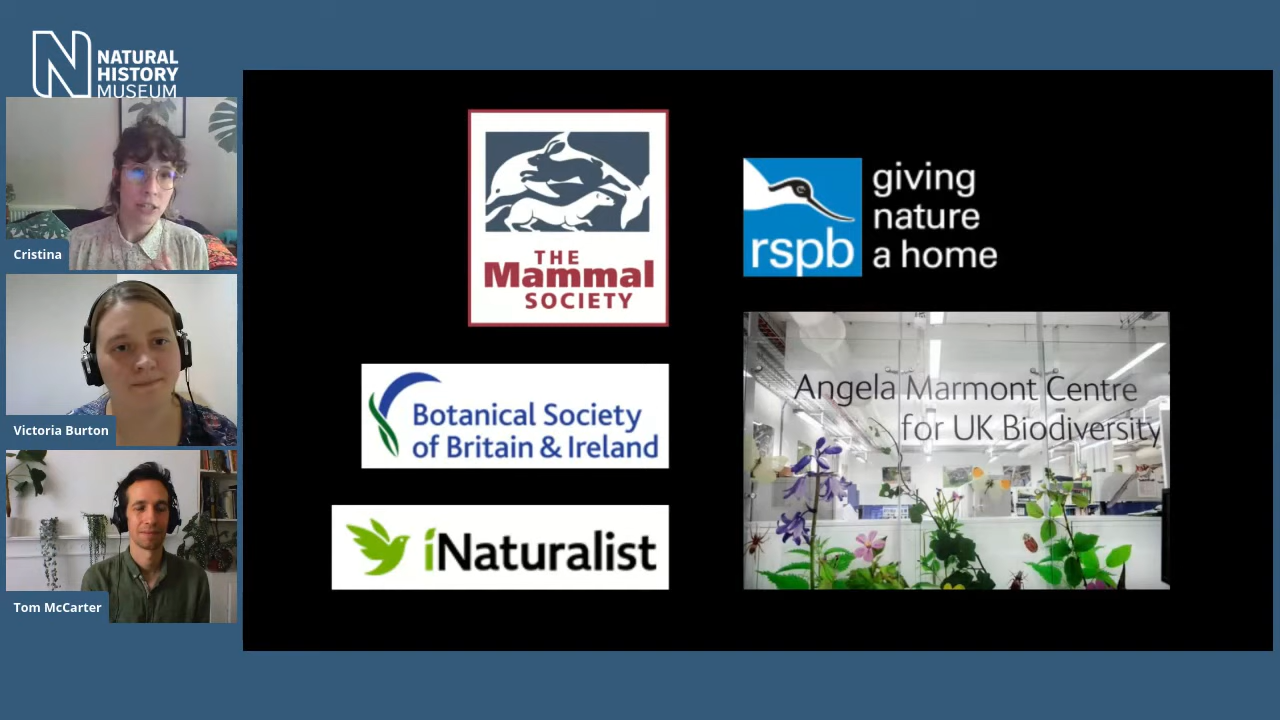 NATURAL
HISTORY
MUSEUM
Cristina
Victoria Burton
Tom McCarter
THE
Mammal
SOCIETY
rspb
giving
nature
a home
Botanical Society
of Britain & Ireland
iNaturalist
Angela Marmont Centre
for UK Biodiversity